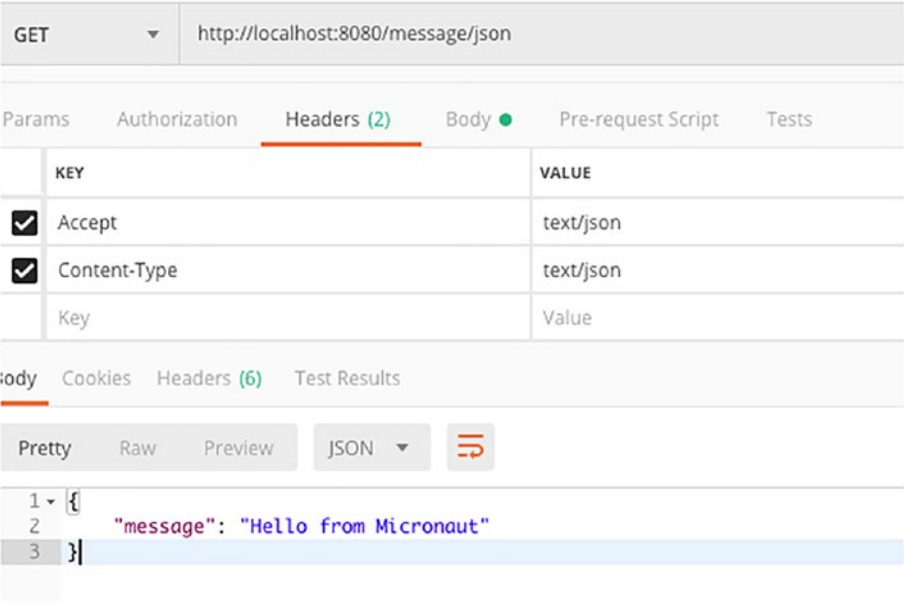 GET http://localhost:8080/message/json
Params Authorization Headers (2) Body Pre-request Script Tests
KEY VALUE
Accept text/json
Content-Type text/json
Key Value
Body Cookies Headers (6) Test Results
Pretty Raw Preview JSON
1 {
2 "message": "Hello from Micronaut"
3 }